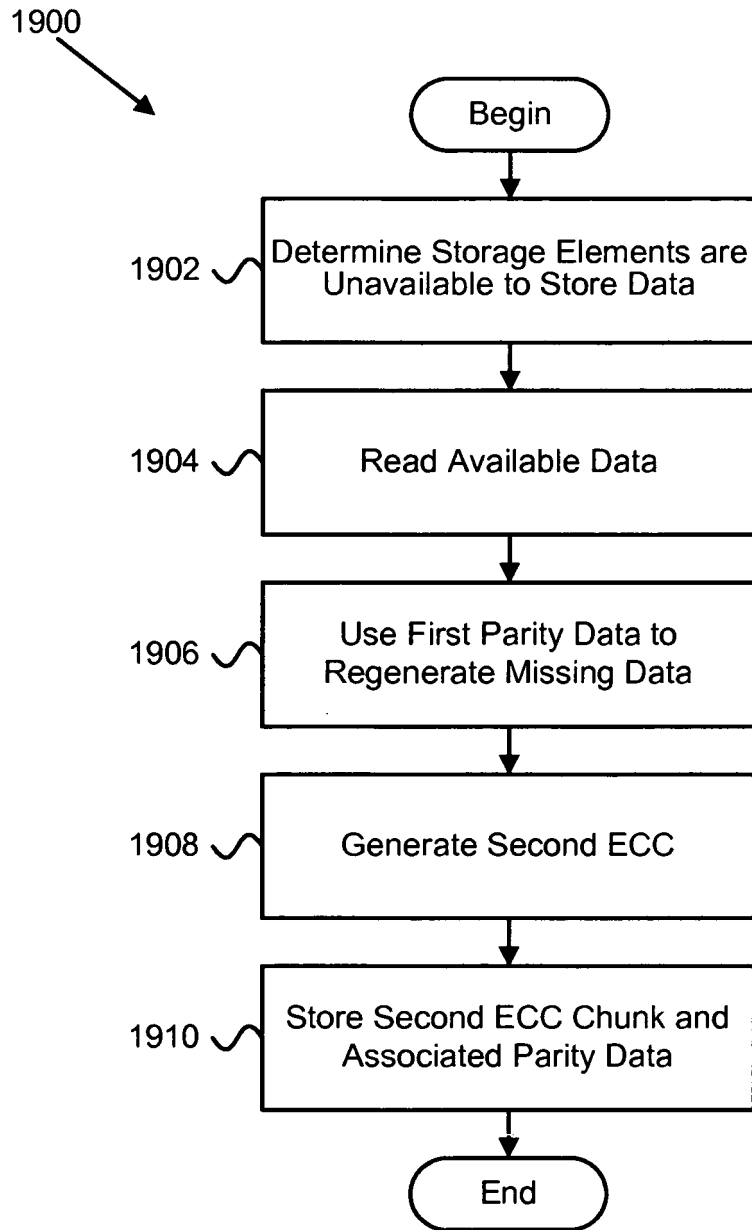 1900
Begin
1902
Determine Storage Elements are
Unavailable to Store Data
1904
Read Available Data
1906
Use First Parity Data to
Regenerate Missing Data
1908
Generate Second ECC
1910
Store Second ECC Chunk and
Associated Parity Data
End